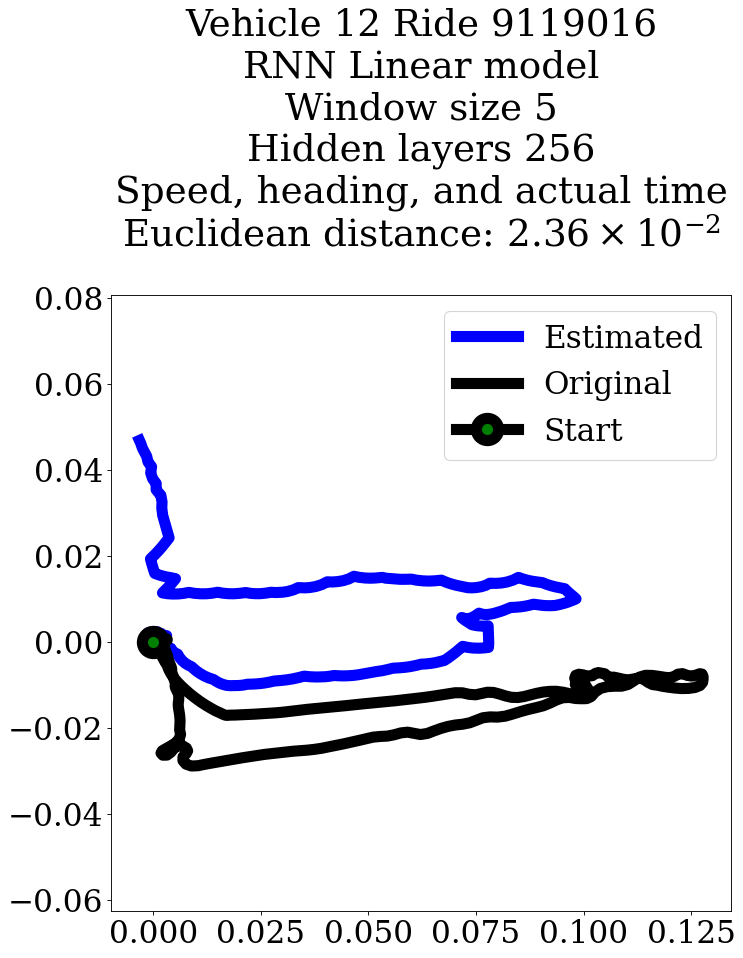 Vehicle 12 Ride 9119016
RNN Linear model
Window size 5
Hidden layers 256
Speed, heading, and actual time
Euclidean distance: 2.36 × 10⁻²
Estimated
Original
Start
0.08
0.06
0.04
0.02
0.00
−0.02
−0.04
−0.06
0.000 0.025 0.050 0.075 0.100 0.125